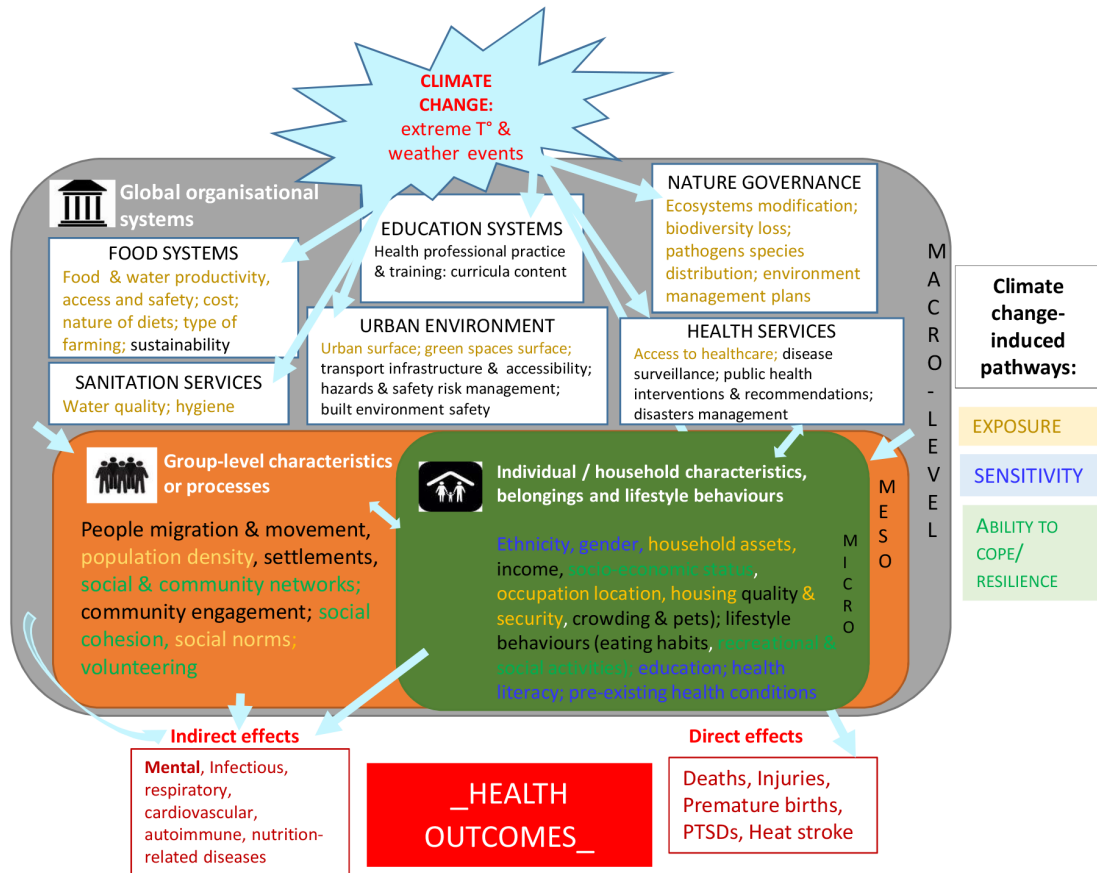 CLIMATE
CHANGE:
extreme T° &
weather events
Global organisational
systems
FOOD SYSTEMS
Food & water productivity,
access and safety; cost;
nature of diets; type of
farming; sustainability
SANITATION SERVICES
Water quality; hygiene
EDUCATION SYSTEMS
Health professional practice
& training: curricula content
URBAN ENVIRONMENT
Urban surface; green spaces surface;
transport infrastructure & accessibility;
hazards & safety risk management;
built environment safety
NATURE GOVERNANCE
Ecosystems modification;
biodiversity loss;
pathogens species
distribution; environment
management plans
HEALTH SERVICES
Access to healthcare; disease
surveillance; public health
interventions & recommendations;
disasters management
MACRO-LEVEL
Group-level characteristics
or processes
People migration & movement,
population density, settlements,
social & community networks;
community engagement; social
cohesion, social norms;
volunteering
MESO
Individual / household characteristics,
belongings and lifestyle behaviours
Ethnicity, gender, household assets,
income, socio-economic status,
occupation location, housing quality &
security, crowding & pets); lifestyle
behaviours (eating habits, recreational &
social activities); education; health
literacy; pre-existing health conditions
MICRO
Climate
change-
induced
pathways:
EXPOSURE
SENSITIVITY
ABILITY TO
COPE/
RESILIENCE
Indirect effects
Mental, Infectious,
respiratory,
cardiovascular,
autoimmune, nutrition-
related diseases
_HEALTH
OUTCOMES_
Direct effects
Deaths, Injuries,
Premature births,
PTSDs, Heat stroke